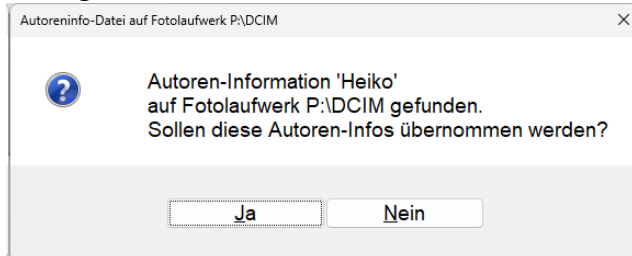 Autoreninfo-Datei auf Fotolaufwerk P:\DCIM
Autoren-Information 'Heiko'
auf Fotolaufwerk P:\DCIM gefunden.
Sollen diese Autoren-Infos übernommen werden?
Ja
Nein